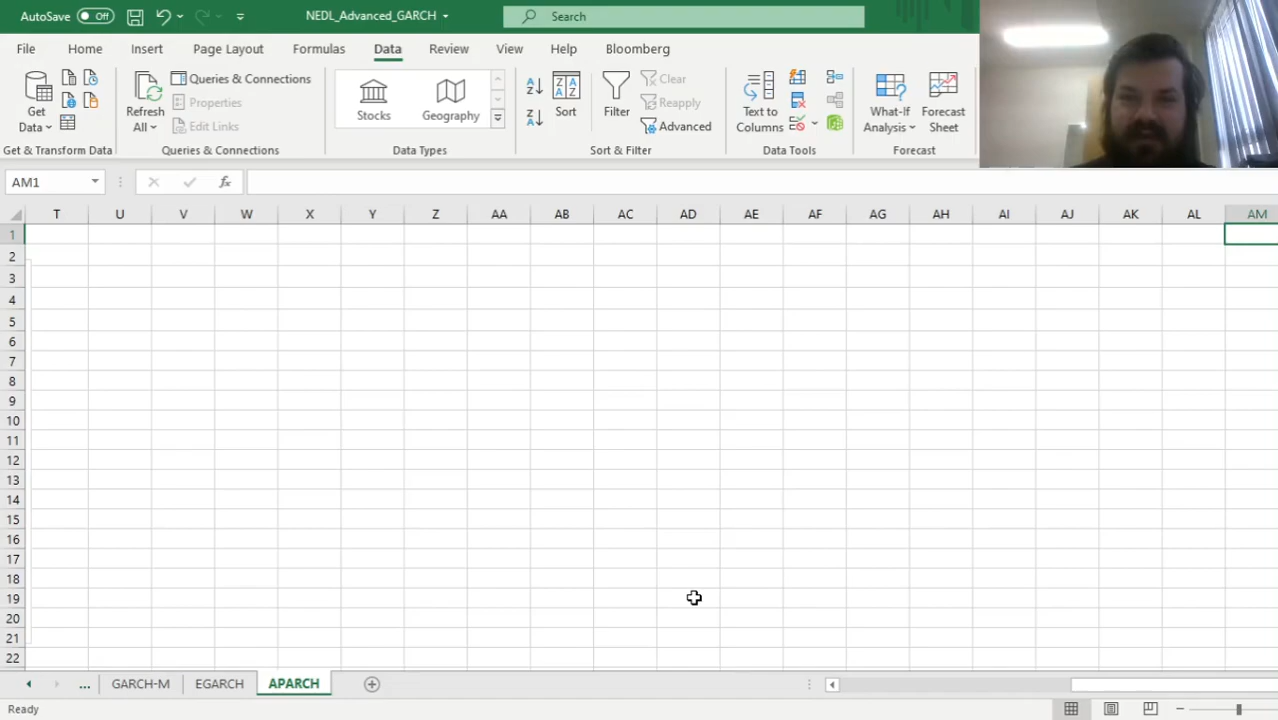 AutoSave Off NEDL_Advanced_GARCH Search
File Home Insert Page Layout Formulas Data Review View Help Bloomberg
Get Data Refresh All Queries & Connections Properties Edit Links Stocks Geography Sort Filter Clear Reapply Advanced Text to Columns What-If Analysis Forecast Sheet
Get & Transform Data Queries & Connections Data Types Sort & Filter Data Tools Forecast
AM1 fx
T U V W X Y Z AA AB AC AD AE AF AG AH AI AJ AK AL AM
1
2
3
4
5
6
7
8
9
10
11
12
13
14
15
16
17
18
19
20
21
22
... GARCH-M EGARCH APARCH
Ready